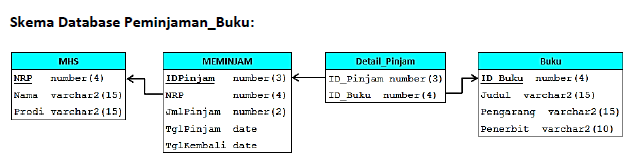 Skema Database Peminjaman_Buku:
MHS
NRP number(4)
Nama varchar2(15)
Prodi varchar2(15)
MEMINJAM
IDPinjam number(3)
NRP number(4)
JmlPinjam number(2)
TglPinjam date
TglKembali date
Detail_Pinjam
ID_Pinjam number(3)
ID_Buku number(4)
Buku
ID_Buku number(4)
Judul varchar2(15)
Pengarang varchar2(15)
Penerbit varchar2(10)